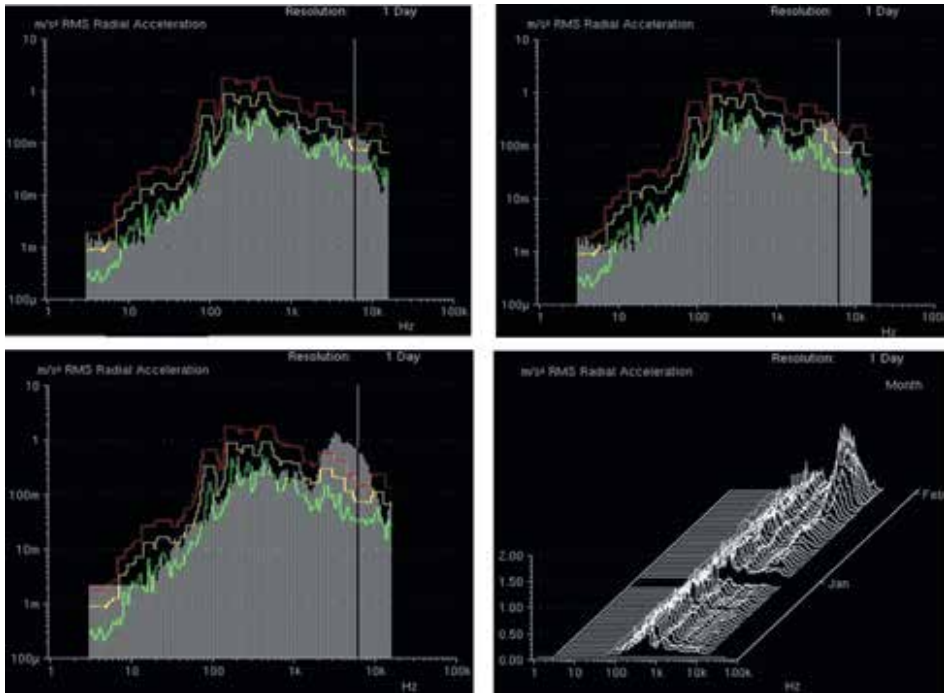 Resolution: 1 Day
m/s² RMS Radial Acceleration
10
1
100m
10m
1m
100µ
1 10 100 1k 10k 100k
Hz
Resolution: 1 Day
m/s² RMS Radial Acceleration
10
1
100m
10m
1m
100µ
1 10 100 1k 10k 100k
Hz
Resolution: 1 Day
m/s² RMS Radial Acceleration
10
1
100m
10m
1m
100µ
1 10 100 1k 10k 100k
Hz
Resolution: 1 Day
m/s² RMS Radial Acceleration
Month
Feb
2.00
1.50
Jan
1.00
0.50
0.00
1 10 100 1k 10k 100k
Hz